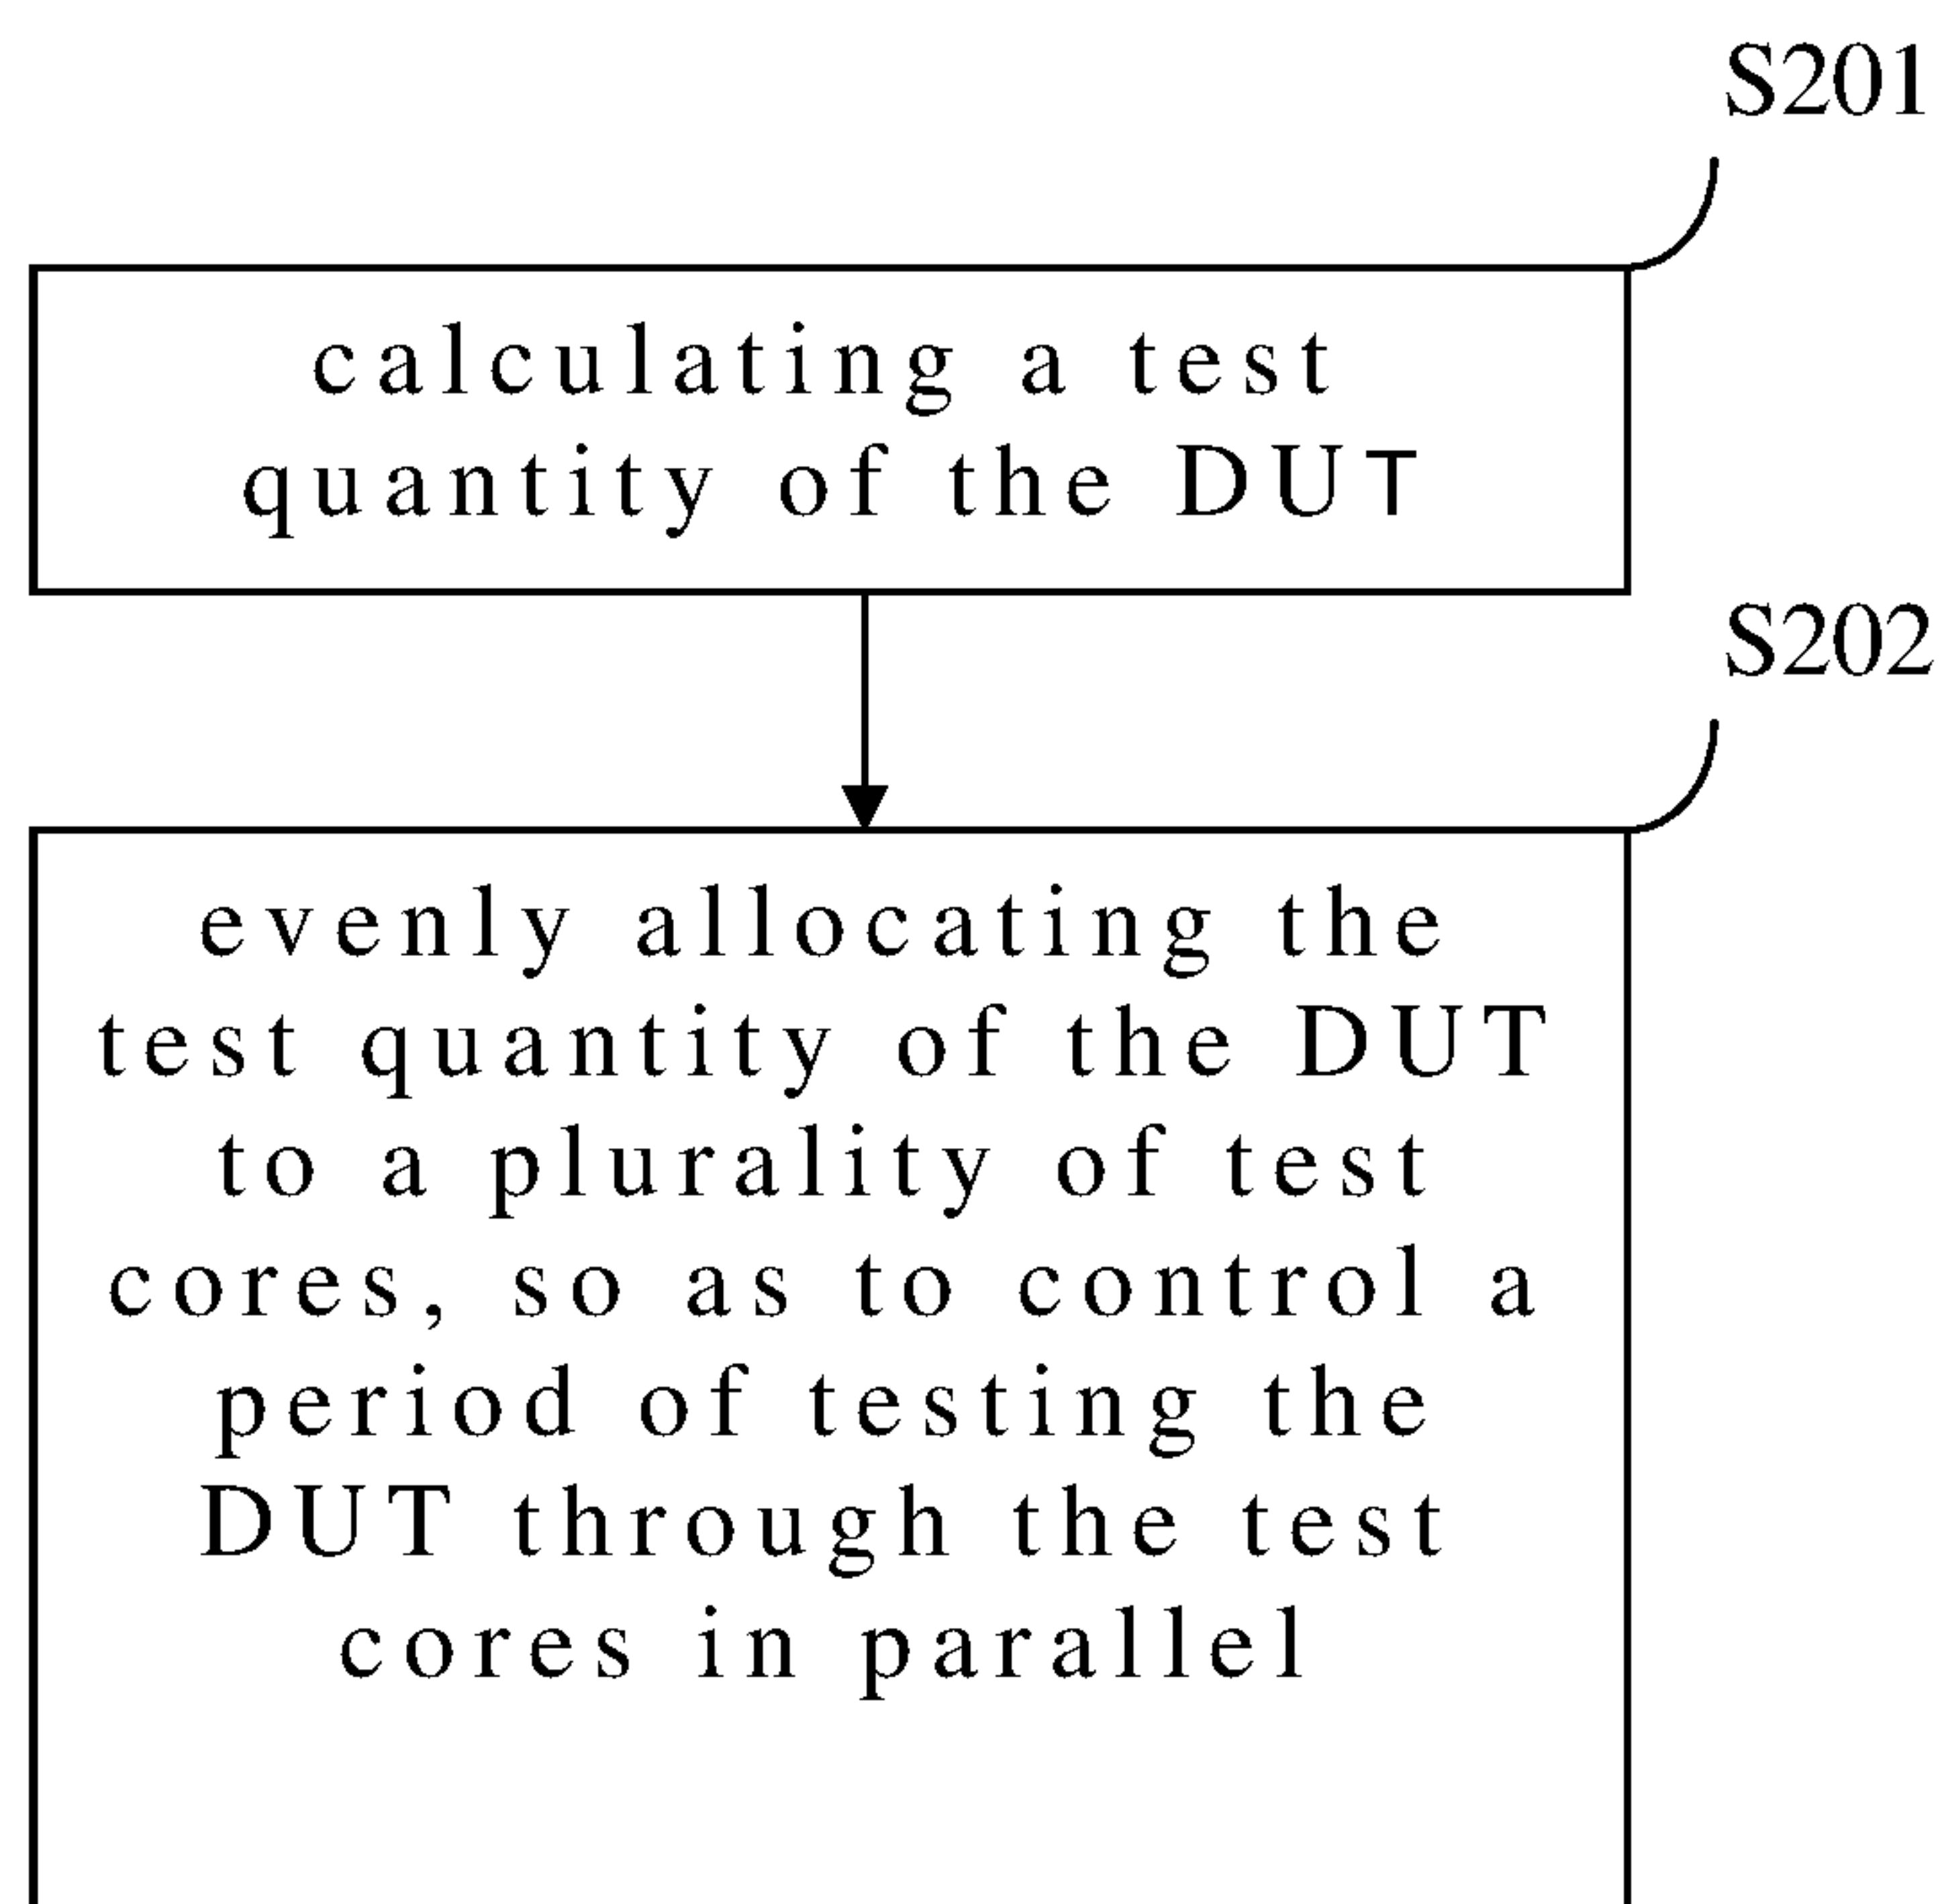 S201
calculating a test
quantity of the DUT
S202
evenly allocating the
test quantity of the DUT
to a plurality of test
cores, so as to control a
period of testing the
DUT through the test
cores in parallel